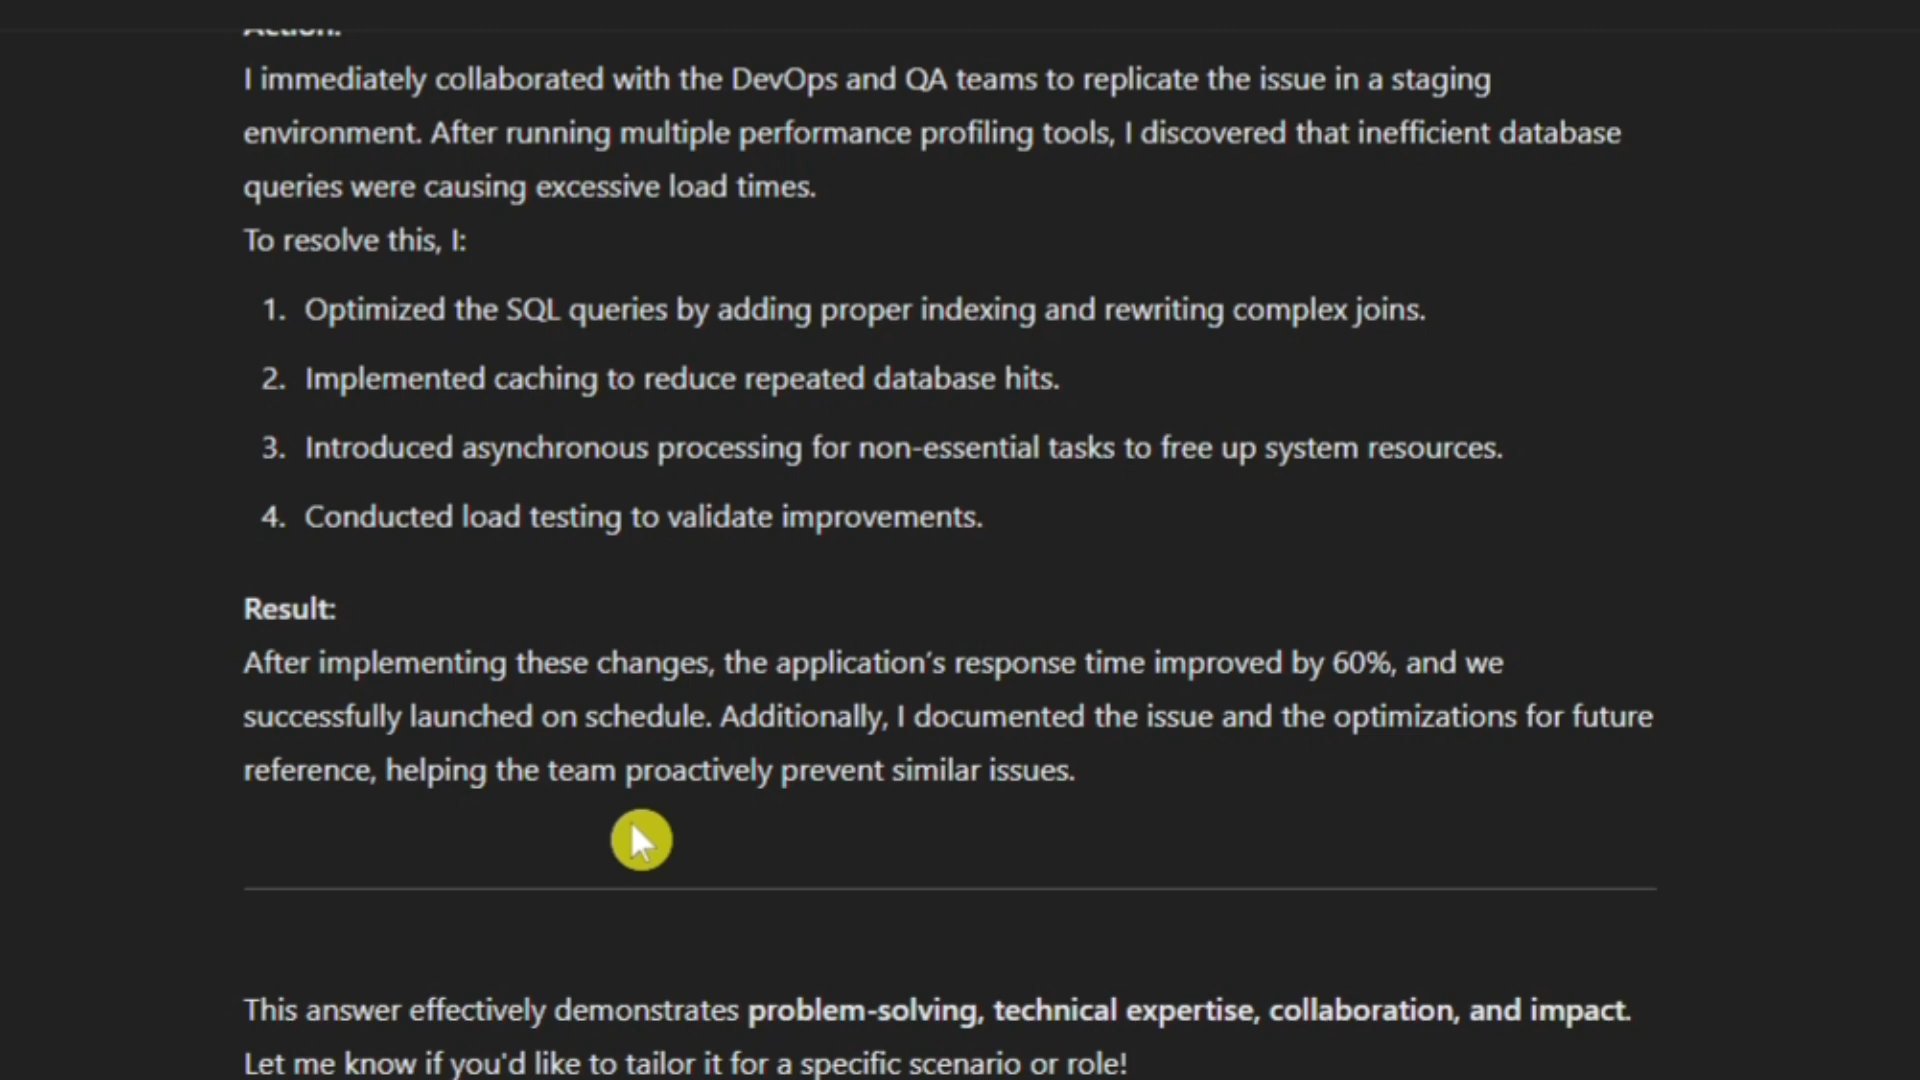 Action:
I immediately collaborated with the DevOps and QA teams to replicate the issue in a staging
environment. After running multiple performance profiling tools, I discovered that inefficient database
queries were causing excessive load times.
To resolve this, I:
1. Optimized the SQL queries by adding proper indexing and rewriting complex joins.
2. Implemented caching to reduce repeated database hits.
3. Introduced asynchronous processing for non-essential tasks to free up system resources.
4. Conducted load testing to validate improvements.
Result:
After implementing these changes, the application’s response time improved by 60%, and we
successfully launched on schedule. Additionally, I documented the issue and the optimizations for future
reference, helping the team proactively prevent similar issues.
This answer effectively demonstrates problem-solving, technical expertise, collaboration, and impact.
Let me know if you'd like to tailor it for a specific scenario or role!